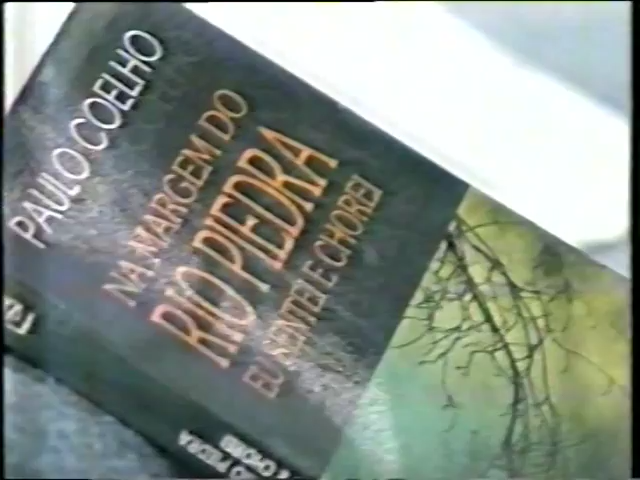 PAULO COELHO
NA MARGEM DO
RIO PIEDRA
EU SENTEI E CHOREI